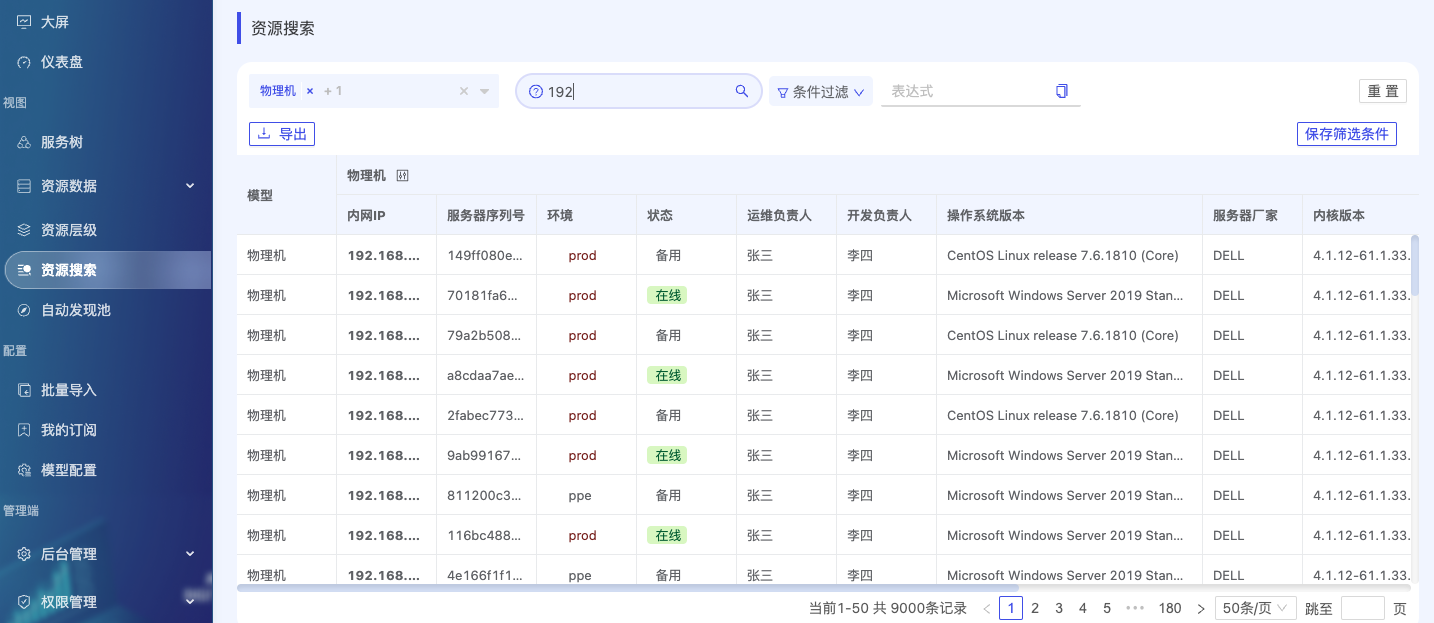 大屏
仪表盘
视图
服务树
资源数据
资源层级
资源搜索
自动发现池
配置
批量导入
我的订阅
模型配置
管理端
后台管理
权限管理
资源搜索
物理机 × + 1
192
条件过滤
表达式
重 置
导出
保存筛选条件
模型 物理机
内网IP 服务器序列号 环境 状态 运维负责人 开发负责人 操作系统版本 服务器厂家 内核版本
物理机 192.168.... 149ff080e... prod 备用 张三 李四 CentOS Linux release 7.6.1810 (Core) DELL 4.1.12-61.1.33.
物理机 192.168.... 70181fa6... prod 在线 张三 李四 Microsoft Windows Server 2019 Stan... DELL 4.1.12-61.1.33.
物理机 192.168.... 79a2b508... prod 备用 张三 李四 CentOS Linux release 7.6.1810 (Core) DELL 4.1.12-61.1.33.
物理机 192.168.... a8cdaa7ae... prod 在线 张三 李四 Microsoft Windows Server 2019 Stan... DELL 4.1.12-61.1.33.
物理机 192.168.... 2fabec773... prod 备用 张三 李四 CentOS Linux release 7.6.1810 (Core) DELL 4.1.12-61.1.33.
物理机 192.168.... 9ab99167... prod 在线 张三 李四 Microsoft Windows Server 2019 Stan... DELL 4.1.12-61.1.33.
物理机 192.168.... 811200c3... ppe 备用 张三 李四 Microsoft Windows Server 2019 Stan... DELL 4.1.12-61.1.33.
物理机 192.168.... 116bc488... prod 在线 张三 李四 Microsoft Windows Server 2019 Stan... DELL 4.1.12-61.1.33.
物理机 192.168.... 4e166f1f1... ppe 备用 张三 李四 Microsoft Windows Server 2019 Stan... DELL 4.1.12-61.1.33.
当前1-50 共 9000条记录 < 1 2 3 4 5 ••• 180 > 50条/页 跳至 页